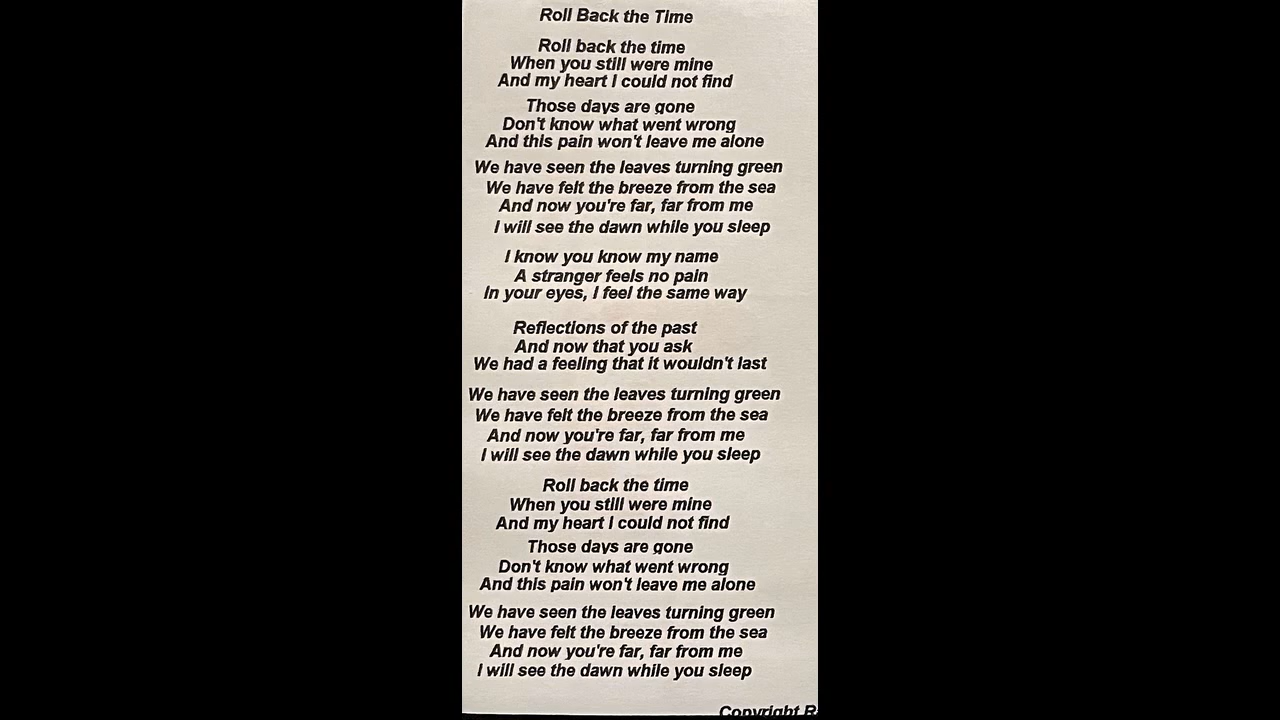 Roll Back the Time
Roll back the time
When you still were mine
And my heart I could not find
Those days are gone
Don't know what went wrong
And this pain won't leave me alone
We have seen the leaves turning green
We have felt the breeze from the sea
And now you're far, far from me
I will see the dawn while you sleep
I know you know my name
A stranger feels no pain
In your eyes, I feel the same way
Reflections of the past
And now that you ask
We had a feeling that it wouldn't last
We have seen the leaves turning green
We have felt the breeze from the sea
And now you're far, far from me
I will see the dawn while you sleep
Roll back the time
When you still were mine
And my heart I could not find
Those days are gone
Don't know what went wrong
And this pain won't leave me alone
We have seen the leaves turning green
We have felt the breeze from the sea
And now you're far, far from me
I will see the dawn while you sleep
Copyright